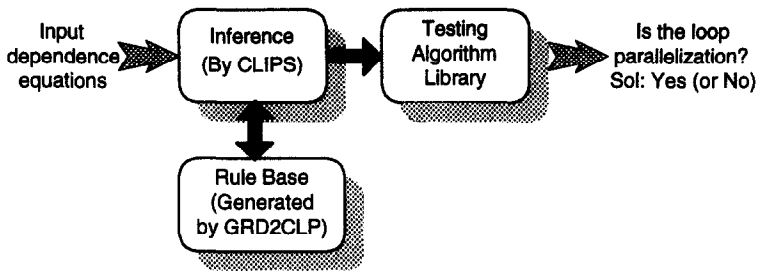 Input
dependence
equations
Inference
(By CLIPS)
Testing
Algorithm
Library
Is the loop
parallelization?
Sol: Yes (or No)
Rule Base
(Generated
by GRD2CLP)